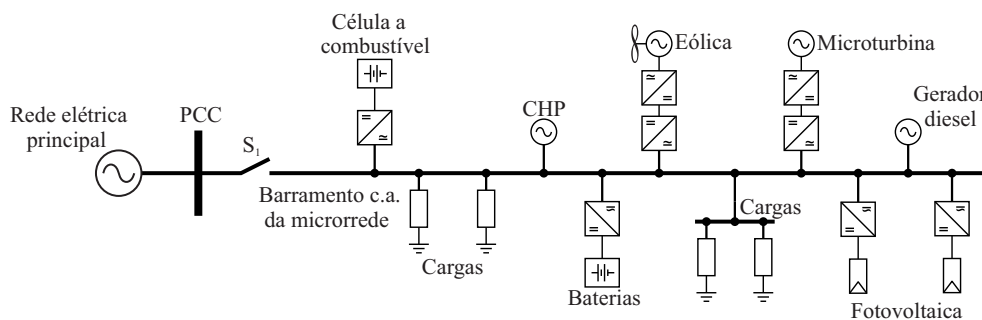 Célula a
combustível
Eólica
Microturbina
Rede elétrica
principal
PCC
S₁
CHP
Gerador
diesel
Barramento c.a.
da microrrede
Cargas
Cargas
Baterias
Fotovoltaica